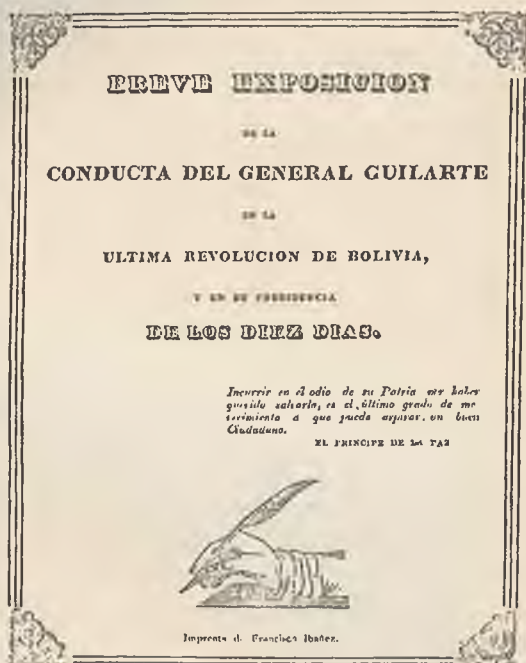 BREVE EXPOSICION
DE LA
CONDUCTA DEL GENERAL GUILARTE
EN LA
ULTIMA REVOLUCION DE BOLIVIA,
Y EN SU PRESIDENCIA
DE LOS DIEZ DIAS.
Incurrir en el odio de su Patria por haber
querido salvarla, es el último grado de me
recimiento a que puede aspirar, un buen
Ciudadano.
EL PRINCIPE DE LA PAZ
Imprenta de Francisco Ibañez.